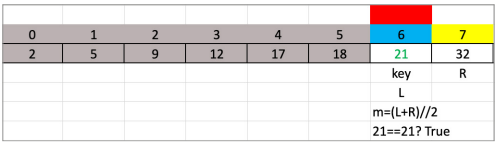 0 1 2 3 4 5 6 7
2 5 9 12 17 18 21 32
key R
L
m=(L+R)//2
21==21? True